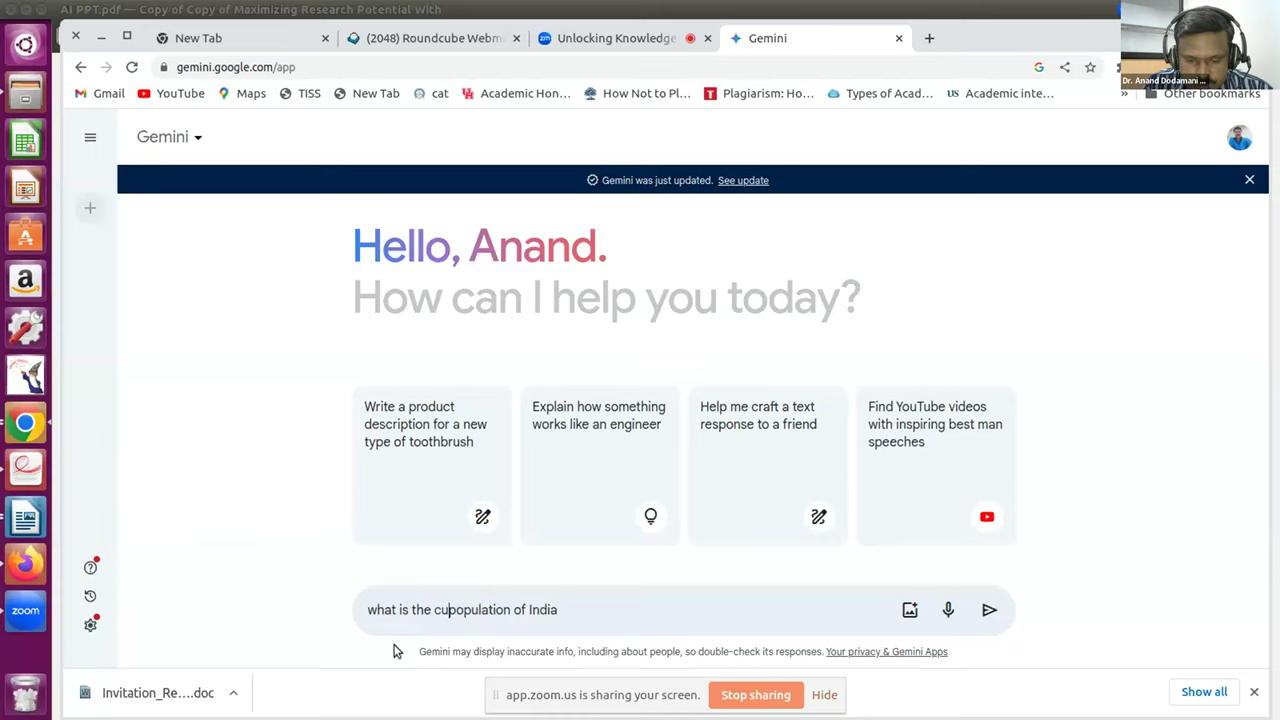 AI PPT.pdf — Copy of Copy of Maximizing Research Potential With
New Tab
(2048) Roundcube Webm
Unlocking Knowledge
Gemini
gemini.google.com/app
Gmail
YouTube
Maps
TISS
New Tab
cat
Academic Hon...
How Not to Pl...
Plagiarism: Ho...
Types of Acad...
US
Academic inte...
»
Other bookmarks
Dr. Anand Dodamani ...
Gemini
Gemini was just updated. See update
Hello, Anand.
How can I help you today?
Write a product
description for a new
type of toothbrush
Explain how something
works like an engineer
Help me craft a text
response to a friend
Find YouTube videos
with inspiring best man
speeches
what is the cupopulation of India
Gemini may display inaccurate info, including about people, so double-check its responses. Your privacy & Gemini Apps
zoom
Invitation_Re....doc
app.zoom.us is sharing your screen.
Stop sharing
Hide
Show all